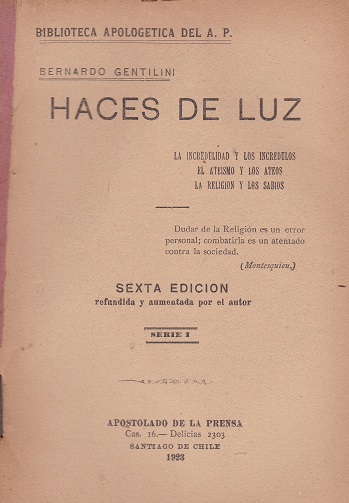 BIBLIOTECA APOLOGETICA DEL A. P.
BERNARDO GENTILINI
HACES DE LUZ
LA INCREDULIDAD Y LOS INCREDULOS
EL ATEISMO Y LOS ATEOS
LA RELIGION Y LOS SABIOS
Dudar de la Religión es un error
personal; combatirla es un atentado
contra la sociedad.
(Montesquieu.)
SEXTA EDICION
refundida y aumentada por el autor
SERIE I
APOSTOLADO DE LA PRENSA
Cas. 16.— Delicias 2303
SANTIAGO DE CHILE
1928